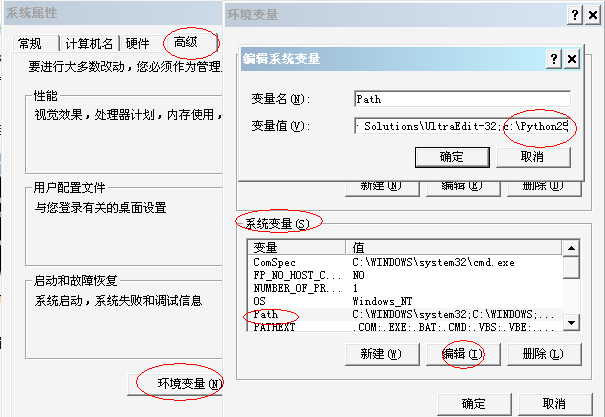 系统属性
常规 计算机名 硬件 高级
要进行大多数改动，您必须作为管理
性能
视觉效果，处理器计划，内存使用，
用户配置文件
与您登录有关的桌面设置
启动和故障恢复
系统启动，系统失败和调试信息
环境变量(N)
环境变量
编辑系统变量
变量名(N): Path
变量值(V): Solutions\UltraEdit-32;c:\Python25
确定 取消
新建(N) 编辑(E) 删除(D)
系统变量(S)
变量 值
ComSpec C:\WINDOWS\system32\cmd.exe
FP_NO_HOST_C... NO
NUMBER_OF_PR... 1
OS Windows_NT
Path C:\WINDOWS\system32;C:\WINDOWS;...
PATHEXT .COM;.EXE;.BAT;.CMD;.VBS;.VBE;...
新建(W) 编辑(I) 删除(L)
确定 取消